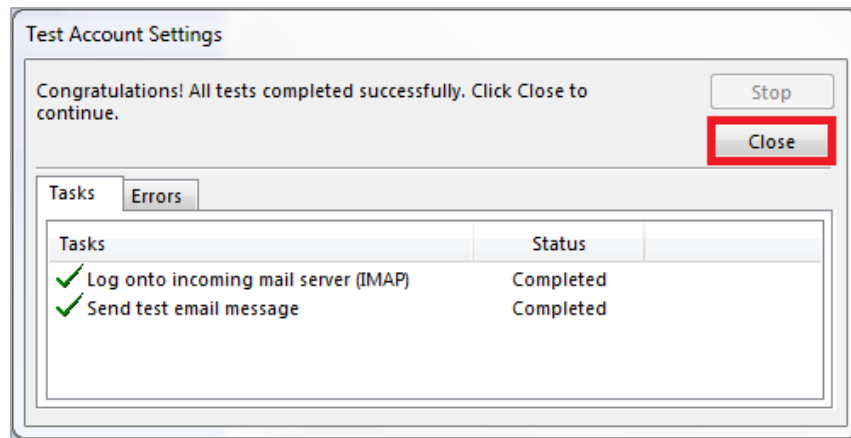 Test Account Settings
Congratulations! All tests completed successfully. Click Close to
continue.
Stop
Close
Tasks Errors
Tasks Status
Log onto incoming mail server (IMAP) Completed
Send test email message Completed